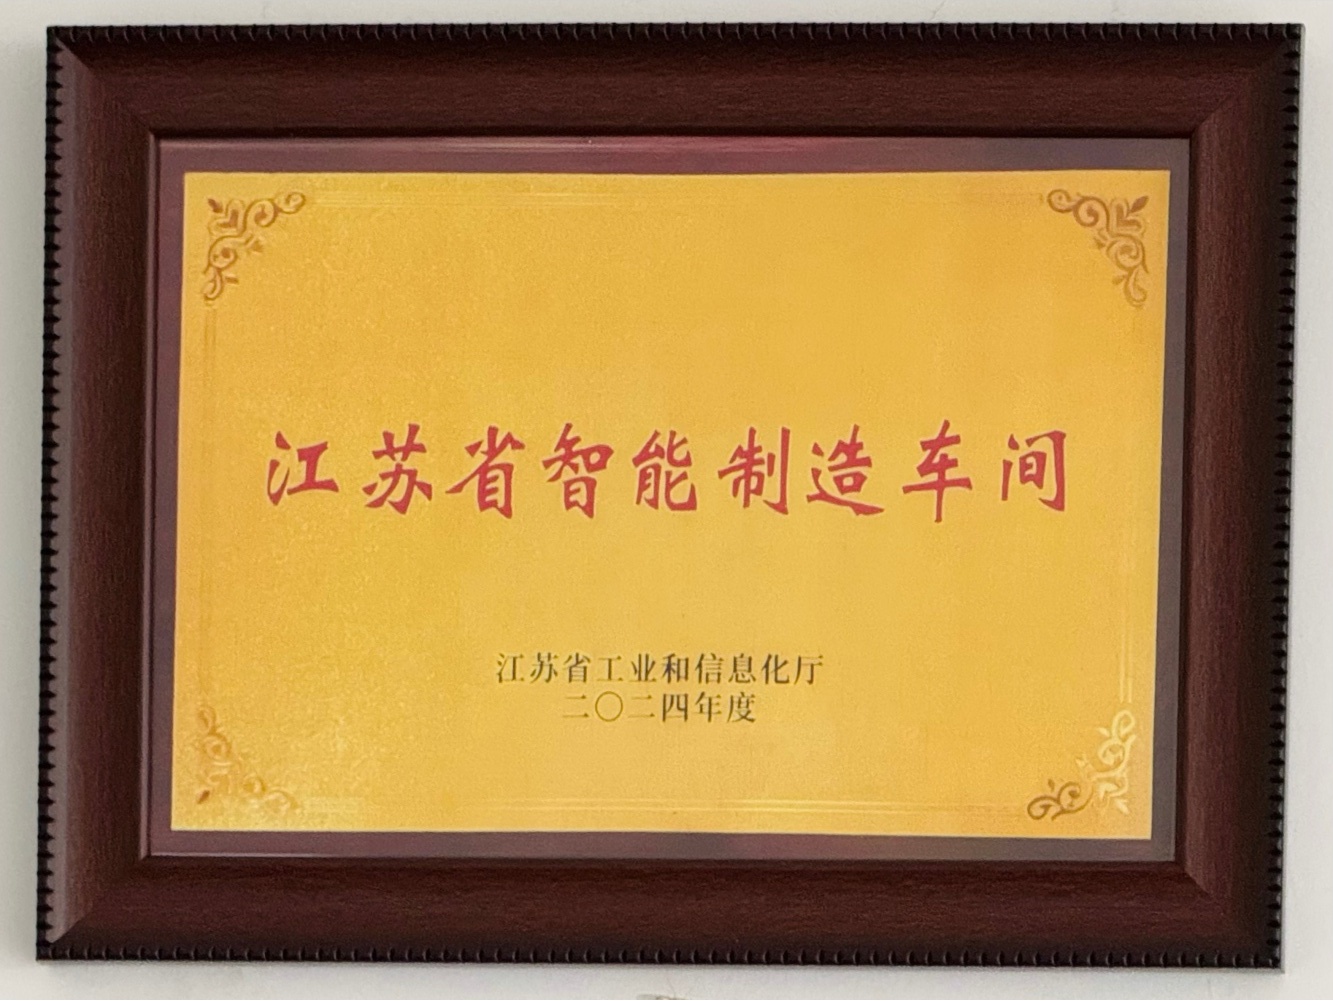 江苏省智能制造车间
江苏省工业和信息化厅
二〇二四年度